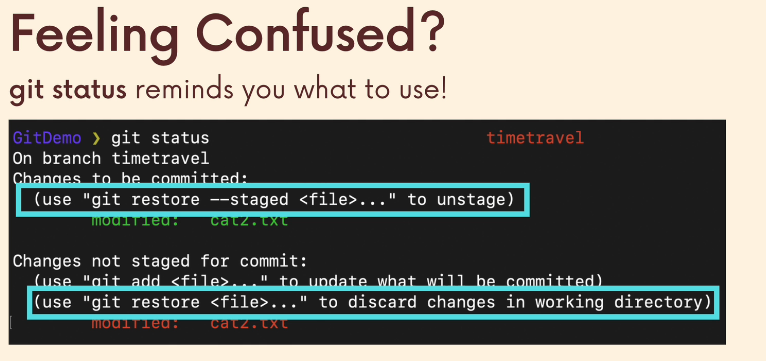 Feeling Confused?
git status reminds you what to use!
GitDemo ❯ git status timetravel
On branch timetravel
Changes to be committed:
(use "git restore --staged <file>..." to unstage)
modified: cat2.txt
Changes not staged for commit:
(use "git add <file>..." to update what will be committed)
(use "git restore <file>..." to discard changes in working directory)
modified: cat2.txt